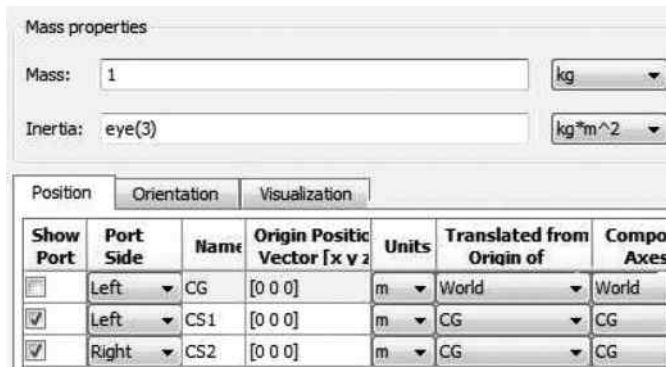 Mass properties
Mass: 1 kg
Inertia: eye(3) kg*m^2
Position Orientation Visualization
Show Port Name Origin Positic Units Translated from Compo
Port Side Vector [x y z Origin of Axes
Left CG [0 0 0] m World World
Left CS1 [0 0 0] m CG CG
Right CS2 [0 0 0] m CG CG